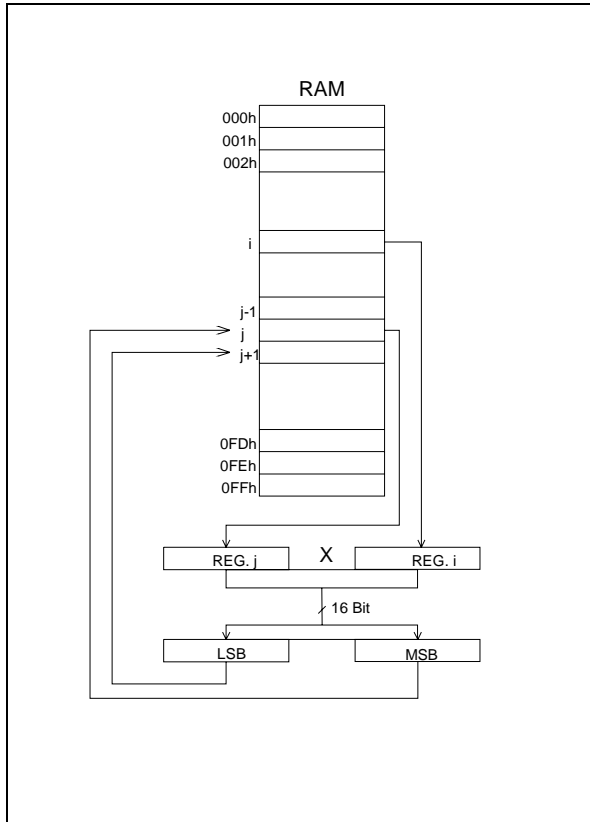 RAM
000h
001h
002h
i
j-1
j
j+1
0FDh
0FEh
0FFh
REG. j X REG. i
16 Bit
LSB MSB